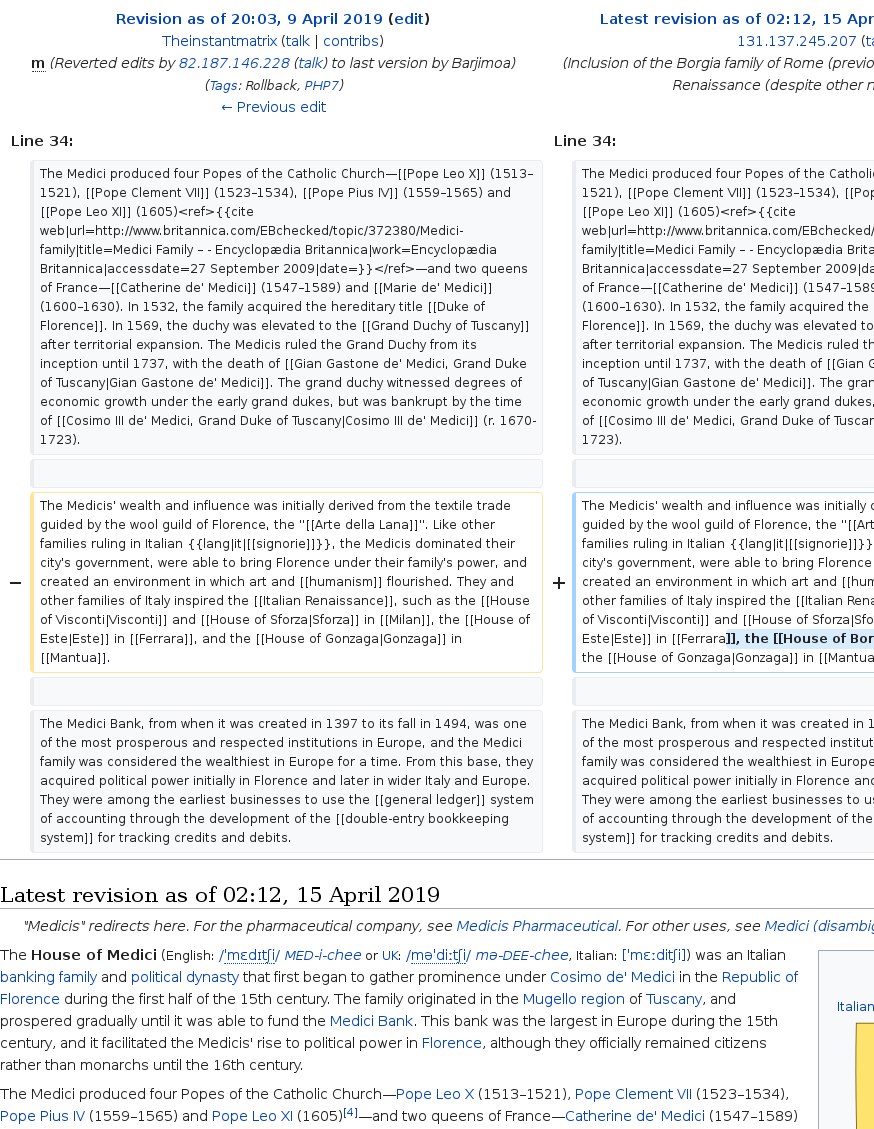 Revision as of 20:03, 9 April 2019 (edit)
Theinstantmatrix (talk | contribs)
m (Reverted edits by 82.187.146.228 (talk) to last version by Barjimoa)
(Tags: Rollback, PHP7)
← Previous edit
Latest revision as of 02:12, 15 Apr
131.137.245.207 (ta
(Inclusion of the Borgia family of Rome (previo
Renaissance (despite other n
Line 34:
The Medici produced four Popes of the Catholic Church—[[Pope Leo X]] (1513–
1521), [[Pope Clement VII]] (1523–1534), [[Pope Pius IV]] (1559–1565) and
[[Pope Leo XI]] (1605)<ref>{{cite
web|url=http://www.britannica.com/EBchecked/topic/372380/Medici-
family|title=Medici Family – - Encyclopædia Britannica|work=Encyclopædia
Britannica|accessdate=27 September 2009|date=}}</ref>—and two queens
of France—[[Catherine de' Medici]] (1547–1589) and [[Marie de' Medici]]
(1600–1630). In 1532, the family acquired the hereditary title [[Duke of
Florence]]. In 1569, the duchy was elevated to the [[Grand Duchy of Tuscany]]
after territorial expansion. The Medicis ruled the Grand Duchy from its
inception until 1737, with the death of [[Gian Gastone de' Medici, Grand Duke
of Tuscany|Gian Gastone de' Medici]]. The grand duchy witnessed degrees of
economic growth under the early grand dukes, but was bankrupt by the time
of [[Cosimo III de' Medici, Grand Duke of Tuscany|Cosimo III de' Medici]] (r. 1670-
1723).
Line 34:
The Medici produced four Popes of the Catholic
1521), [[Pope Clement VII]] (1523–1534), [[Pop
[[Pope Leo XI]] (1605)<ref>{{cite
web|url=http://www.britannica.com/EBchecked/
family|title=Medici Family – - Encyclopædia Brita
Britannica|accessdate=27 September 2009|da
of France—[[Catherine de' Medici]] (1547–1589
(1600–1630). In 1532, the family acquired the
Florence]]. In 1569, the duchy was elevated to
after territorial expansion. The Medicis ruled th
inception until 1737, with the death of [[Gian G
of Tuscany|Gian Gastone de' Medici]]. The gran
economic growth under the early grand dukes,
of [[Cosimo III de' Medici, Grand Duke of Tuscan
1723).
−
The Medicis' wealth and influence was initially derived from the textile trade
guided by the wool guild of Florence, the ''[[Arte della Lana]]''. Like other
families ruling in Italian {{lang|it|[[signorie]]}}, the Medicis dominated their
city's government, were able to bring Florence under their family's power, and
created an environment in which art and [[humanism]] flourished. They and
other families of Italy inspired the [[Italian Renaissance]], such as the [[House
of Visconti|Visconti]] and [[House of Sforza|Sforza]] in [[Milan]], the [[House of
Este|Este]] in [[Ferrara]], and the [[House of Gonzaga|Gonzaga]] in
[[Mantua]].
+
The Medicis' wealth and influence was initially d
guided by the wool guild of Florence, the ''[[Art
families ruling in Italian {{lang|it|[[signorie]]}}
city's government, were able to bring Florence
created an environment in which art and [[hum
other families of Italy inspired the [[Italian Rena
of Visconti|Visconti]] and [[House of Sforza|Sfo
Este|Este]] in [[Ferrara]], the [[House of Bor
the [[House of Gonzaga|Gonzaga]] in [[Mantua
The Medici Bank, from when it was created in 1397 to its fall in 1494, was one
of the most prosperous and respected institutions in Europe, and the Medici
family was considered the wealthiest in Europe for a time. From this base, they
acquired political power initially in Florence and later in wider Italy and Europe.
They were among the earliest businesses to use the [[general ledger]] system
of accounting through the development of the [[double-entry bookkeeping
system]] for tracking credits and debits.
The Medici Bank, from when it was created in 1
of the most prosperous and respected institut
family was considered the wealthiest in Europe
acquired political power initially in Florence and
They were among the earliest businesses to us
of accounting through the development of the
system]] for tracking credits and debits.
Latest revision as of 02:12, 15 April 2019
"Medicis" redirects here. For the pharmaceutical company, see Medicis Pharmaceutical. For other uses, see Medici (disambig
The House of Medici (English: /ˈmɛdɪtʃi/ MED-i-chee or UK: /məˈdiːtʃi/ mə-DEE-chee, Italian: [ˈmɛːditʃi]) was an Italian
banking family and political dynasty that first began to gather prominence under Cosimo de' Medici in the Republic of
Florence during the first half of the 15th century. The family originated in the Mugello region of Tuscany, and
prospered gradually until it was able to fund the Medici Bank. This bank was the largest in Europe during the 15th
century, and it facilitated the Medicis' rise to political power in Florence, although they officially remained citizens
rather than monarchs until the 16th century.
The Medici produced four Popes of the Catholic Church—Pope Leo X (1513–1521), Pope Clement VII (1523–1534),
Pope Pius IV (1559–1565) and Pope Leo XI (1605)[4]—and two queens of France—Catherine de' Medici (1547–1589)
Italian